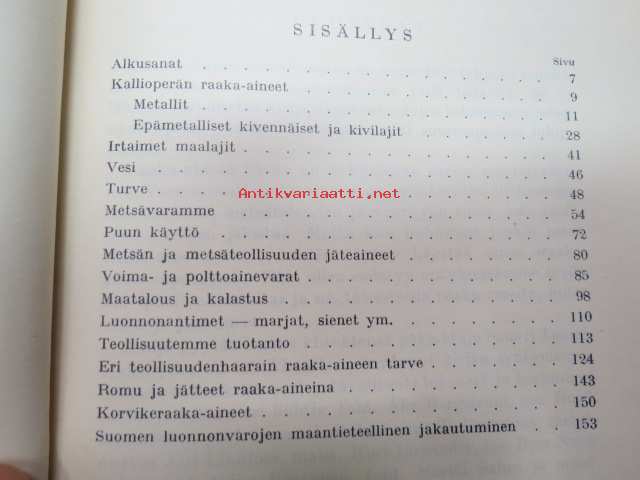 SISÄLLYS
Sivu
Alkusanat . . . . . . . . . . . . 7
Kallioperän raaka-aineet . . . . . . . . 9
Metallit . . . . . . . . . . . . 11
Epämetalliset kivennäiset ja kivilajit . . . . 28
Irtaimet maalajit . . . . . . . . . . 41
Vesi . . . . . . . . . . . . . 46
Turve . . . . . . . . . . . . . 48
Antikvariaatti.net
Metsävaramme . . . . . . . . . . . 54
Puun käyttö . . . . . . . . . . . 72
Metsän ja metsäteollisuuden jäteaineet . . . . 80
Voima- ja polttoainevarat . . . . . . . . 85
Maatalous ja kalastus . . . . . . . . . 98
Luonnonantimet — marjat, sienet ym. . . . . . 110
Teollisuutemme tuotanto . . . . . . . . 113
Eri teollisuudenhaarain raaka-aineen tarve . . . 124
Romu ja jätteet raaka-aineina . . . . . . . 143
Korvikeraaka-aineet . . . . . . . . . . 150
Suomen luonnonvarojen maantieteellinen jakautuminen . . 153